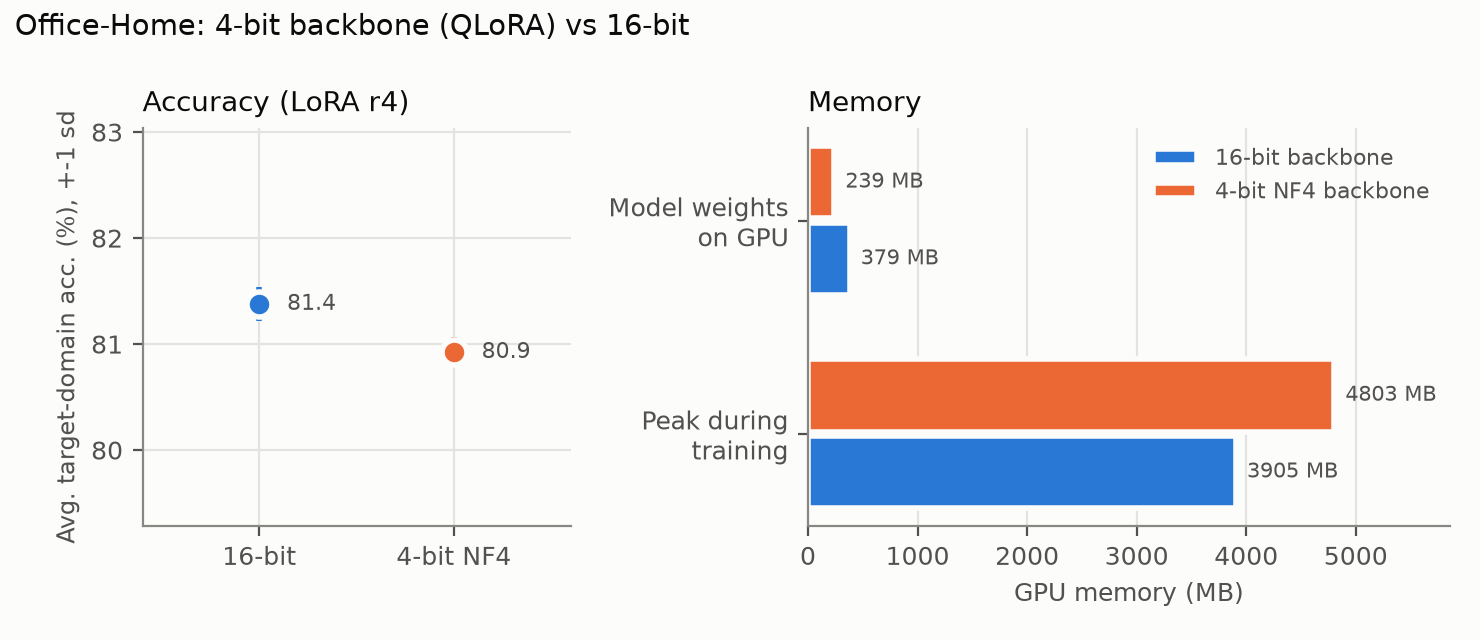 Office-Home: 4-bit backbone (QLoRA) vs 16-bit
Accuracy (LoRA r4)
Avg. target-domain acc. (%), +-1 sd
83
82
81
80
81.4
80.9
16-bit
4-bit NF4
Memory
16-bit backbone
4-bit NF4 backbone
Model weights
on GPU
239 MB
379 MB
Peak during
training
4803 MB
3905 MB
0
1000
2000
3000
4000
5000
GPU memory (MB)